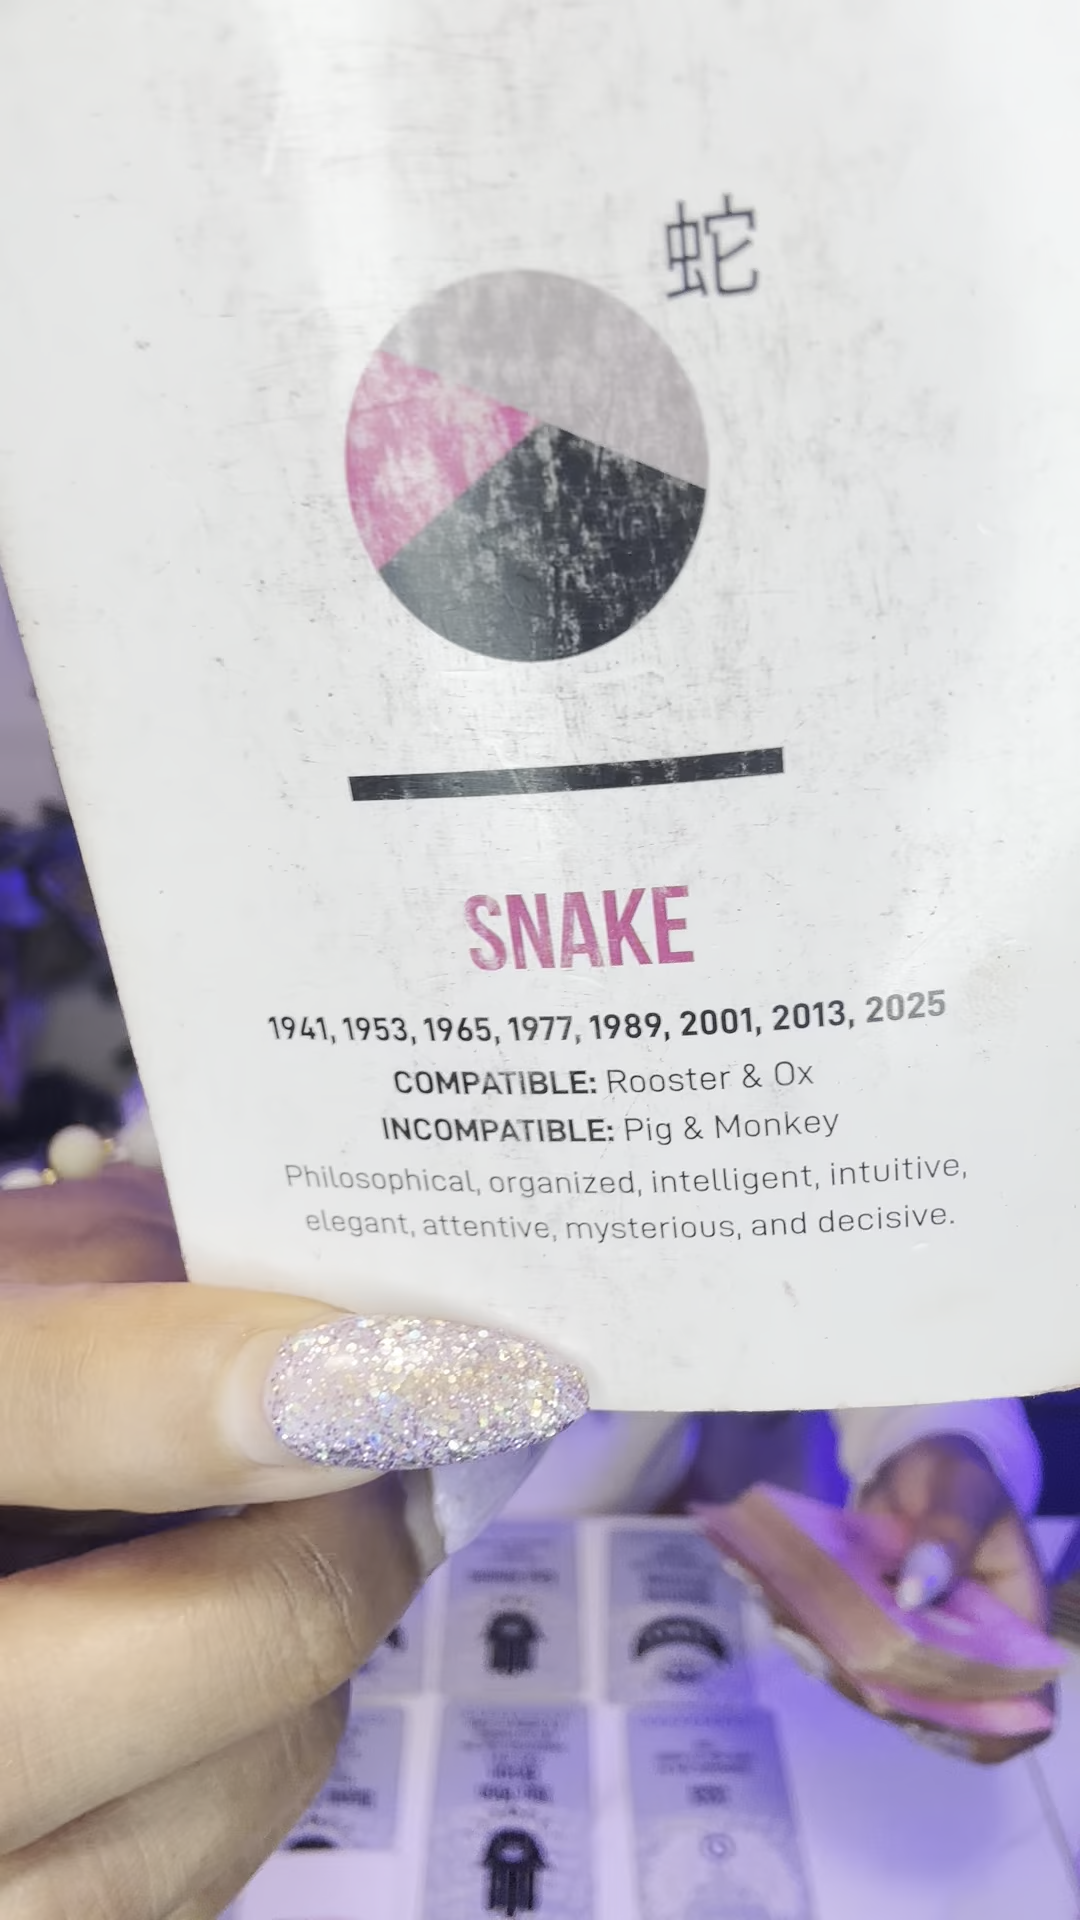 蛇
SNAKE
1941, 1953, 1965, 1977, 1989, 2001, 2013, 2025
COMPATIBLE: Rooster & Ox
INCOMPATIBLE: Pig & Monkey
Philosophical, organized, intelligent, intuitive,
elegant, attentive, mysterious, and decisive.